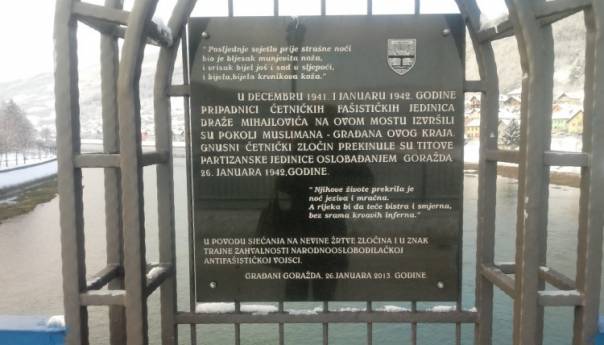 "Posljednje svjetlo prije strašne noći
bio je bljesak munjevita noža,
i vrisak bijel još i sad u sljepoći,
i bijela, bijela krvnikova koža."
U DECEMBRU 1941. I JANUARU 1942. GODINE
PRIPADNICI ČETNIČKIH FAŠISTIČKIH JEDINICA
DRAŽE MIHAJLOVIĆA NA OVOM MOSTU IZVRŠILI
SU POKOLJ MUSLIMANA - GRAĐANA OVOG KRAJA.
GNUSNI ČETNIČKI ZLOČIN PREKINULE SU TITOVE
PARTIZANSKE JEDINICE OSLOBAĐANJEM GORAŽDA
26. JANUARA 1942.GODINE.
"Njihove živote prekrila je
noć jeziva i mračna.
A rijeka bi da teče bistra i smjerna,
bez srama krvavih inferna."
U POVODU SJEĆANJA NA NEVINE ŽRTVE ZLOČINA I U ZNAK
TRAJNE ZAHVALNOSTI NARODNOOSLOBODILAČKOJ
ANTIFAŠISTIČKOJ VOJSCI.
GRAĐANI GORAŽDA, 26.JANUARA 2013. GODINE